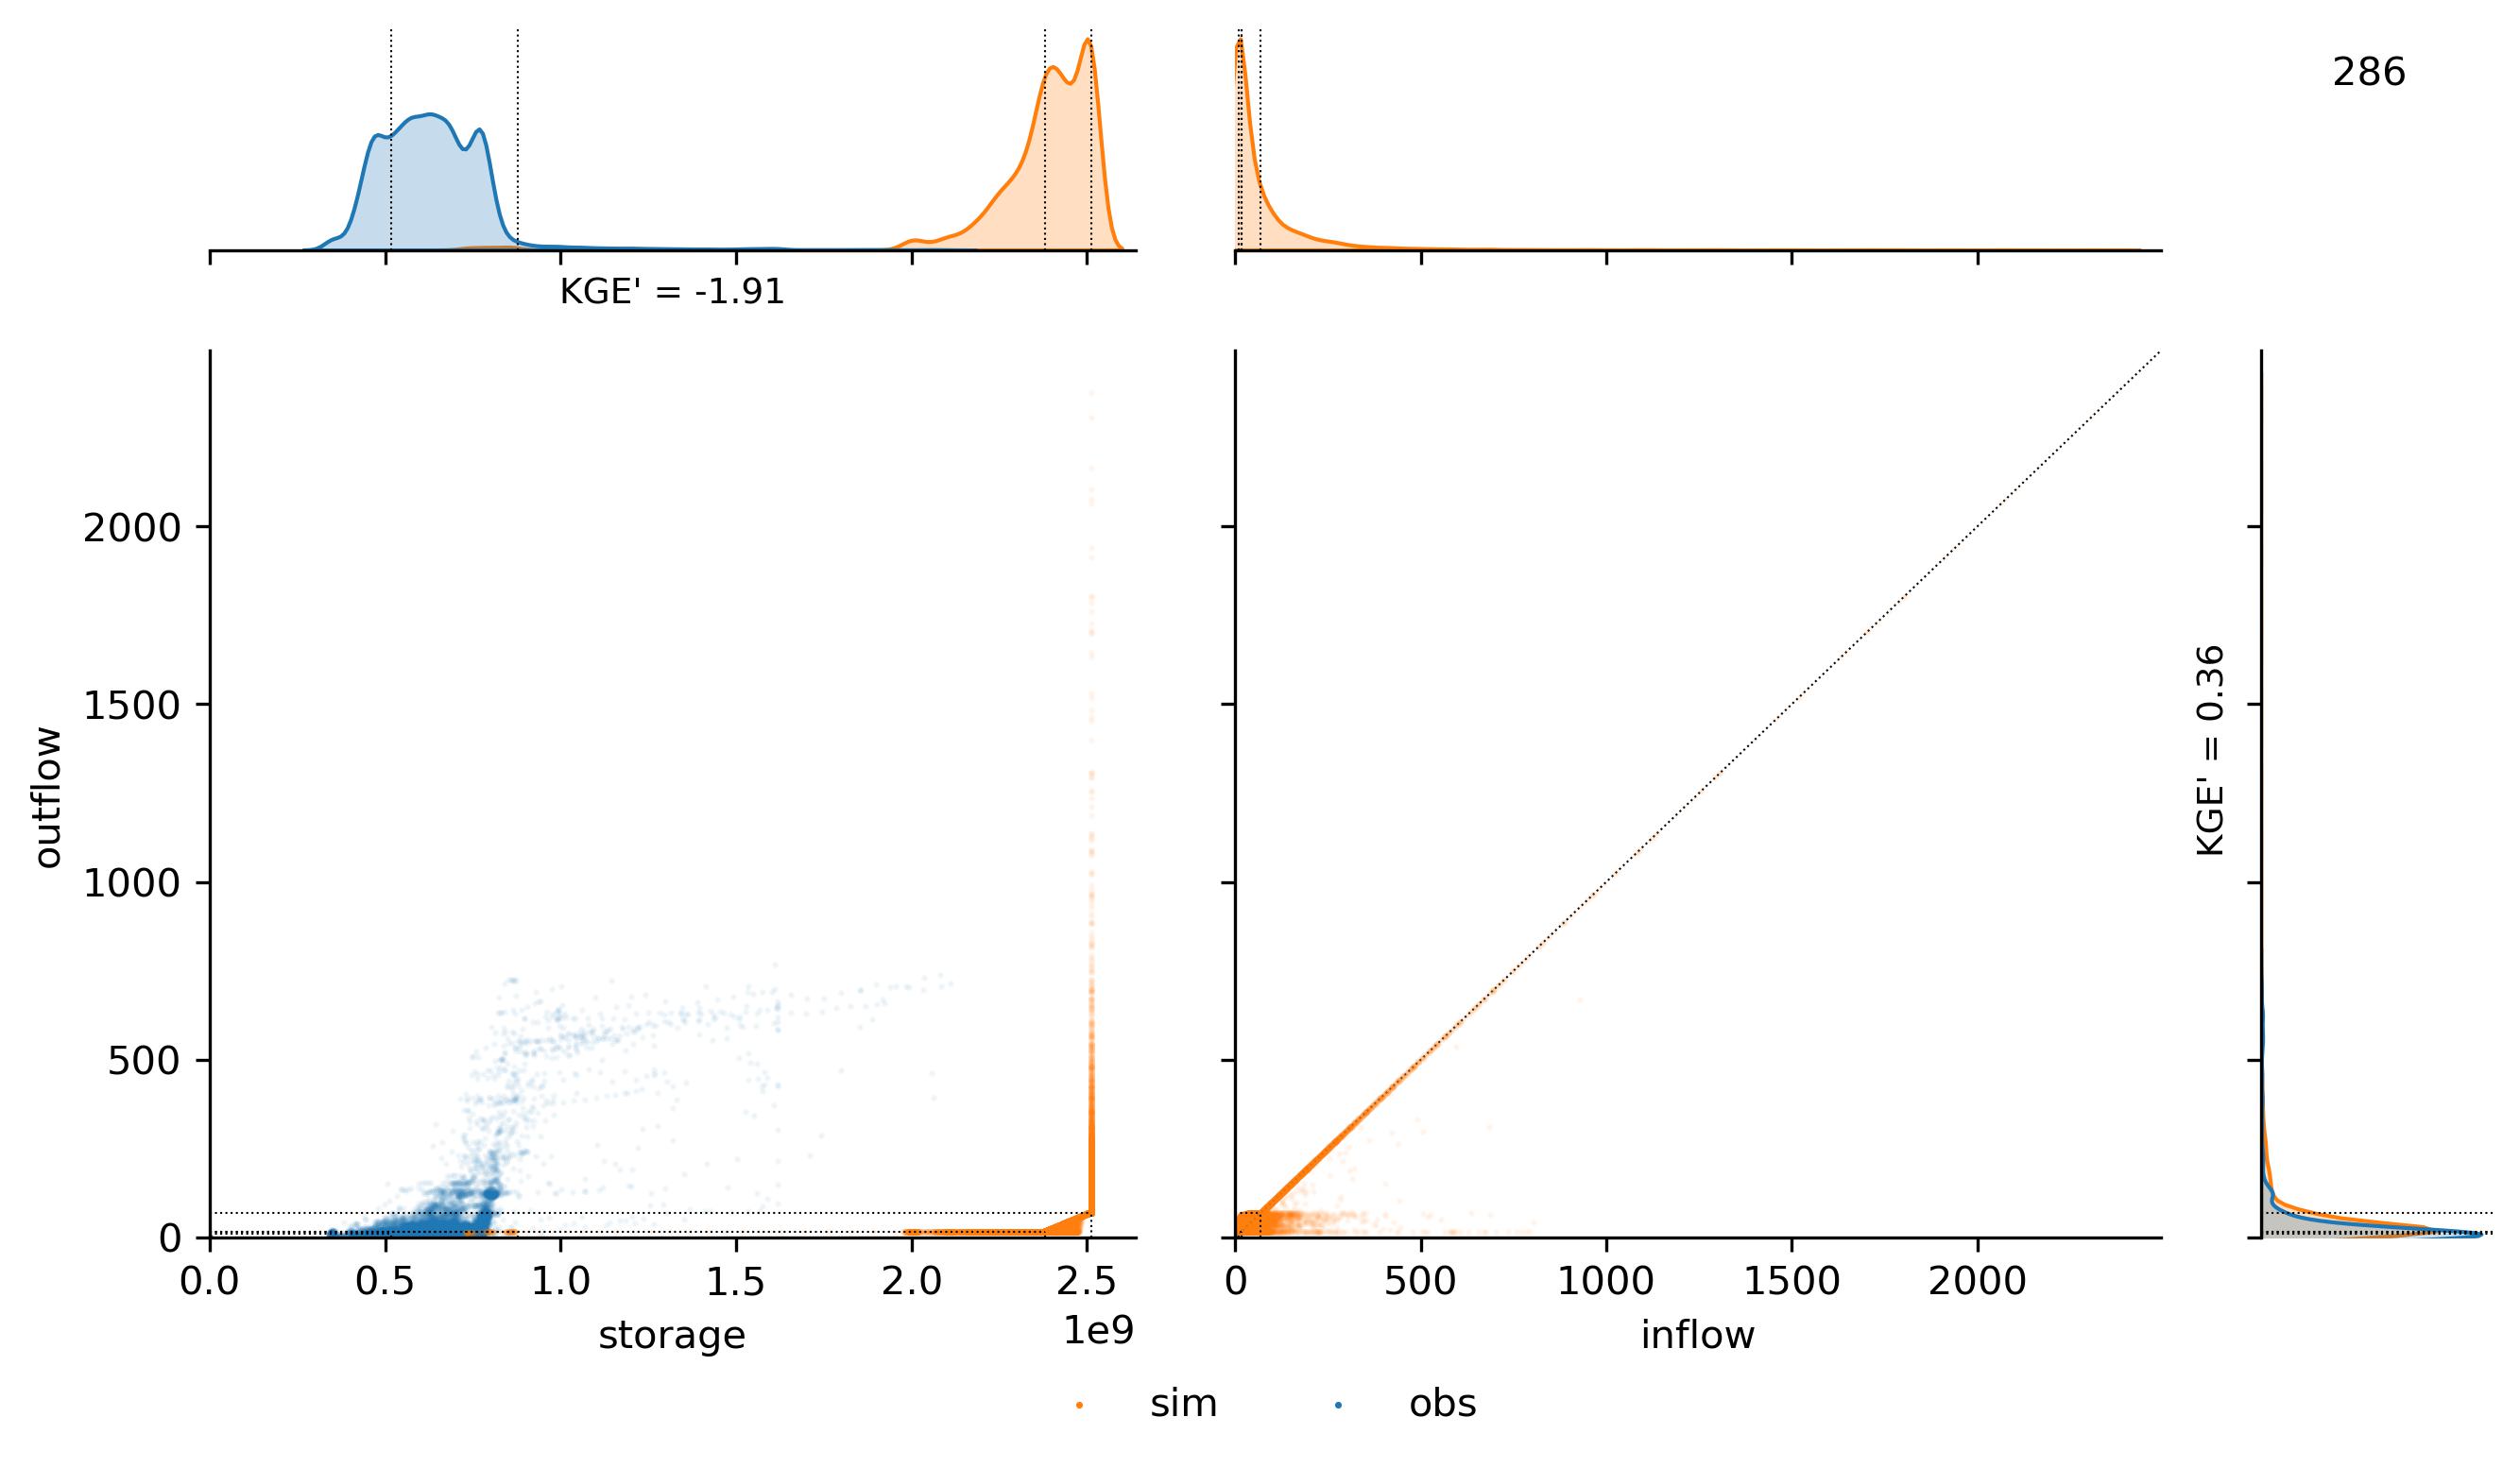 286
KGE' = -1.91
outflow
2000
1500
1000
500
0
KGE' = 0.36
0.0 0.5 1.0 1.5 2.0 2.5
1e9
storage
0 500 1000 1500 2000
inflow
sim obs